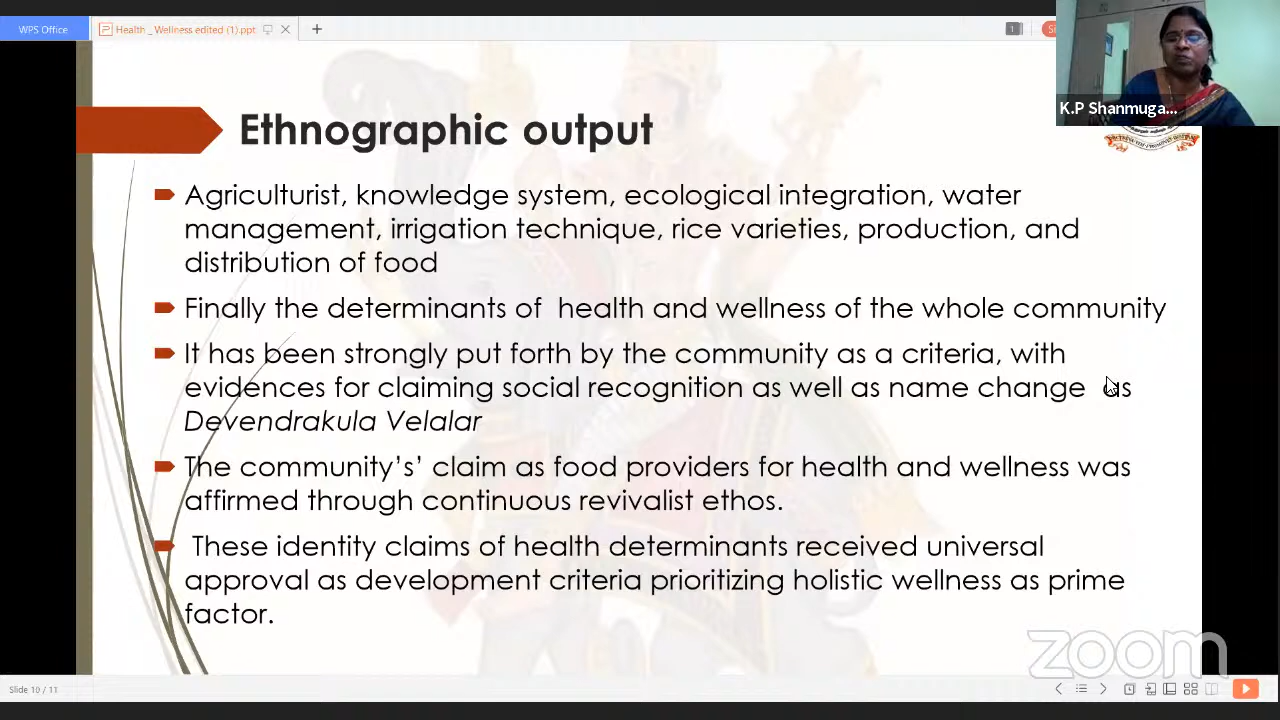 WPS Office
Health _ Wellness edited (1).ppt
1
K.P Shanmuga...
Ethnographic output
Agriculturist, knowledge system, ecological integration, water
management, irrigation technique, rice varieties, production, and
distribution of food
Finally the determinants of  health and wellness of the whole community
It has been strongly put forth by the community as a criteria, with
evidences for claiming social recognition as well as name change  as
Devendrakula Velalar
The community’s’ claim as food providers for health and wellness was
affirmed through continuous revivalist ethos.
These identity claims of health determinants received universal
approval as development criteria prioritizing holistic wellness as prime
factor.
zoom
Slide 10 / 11